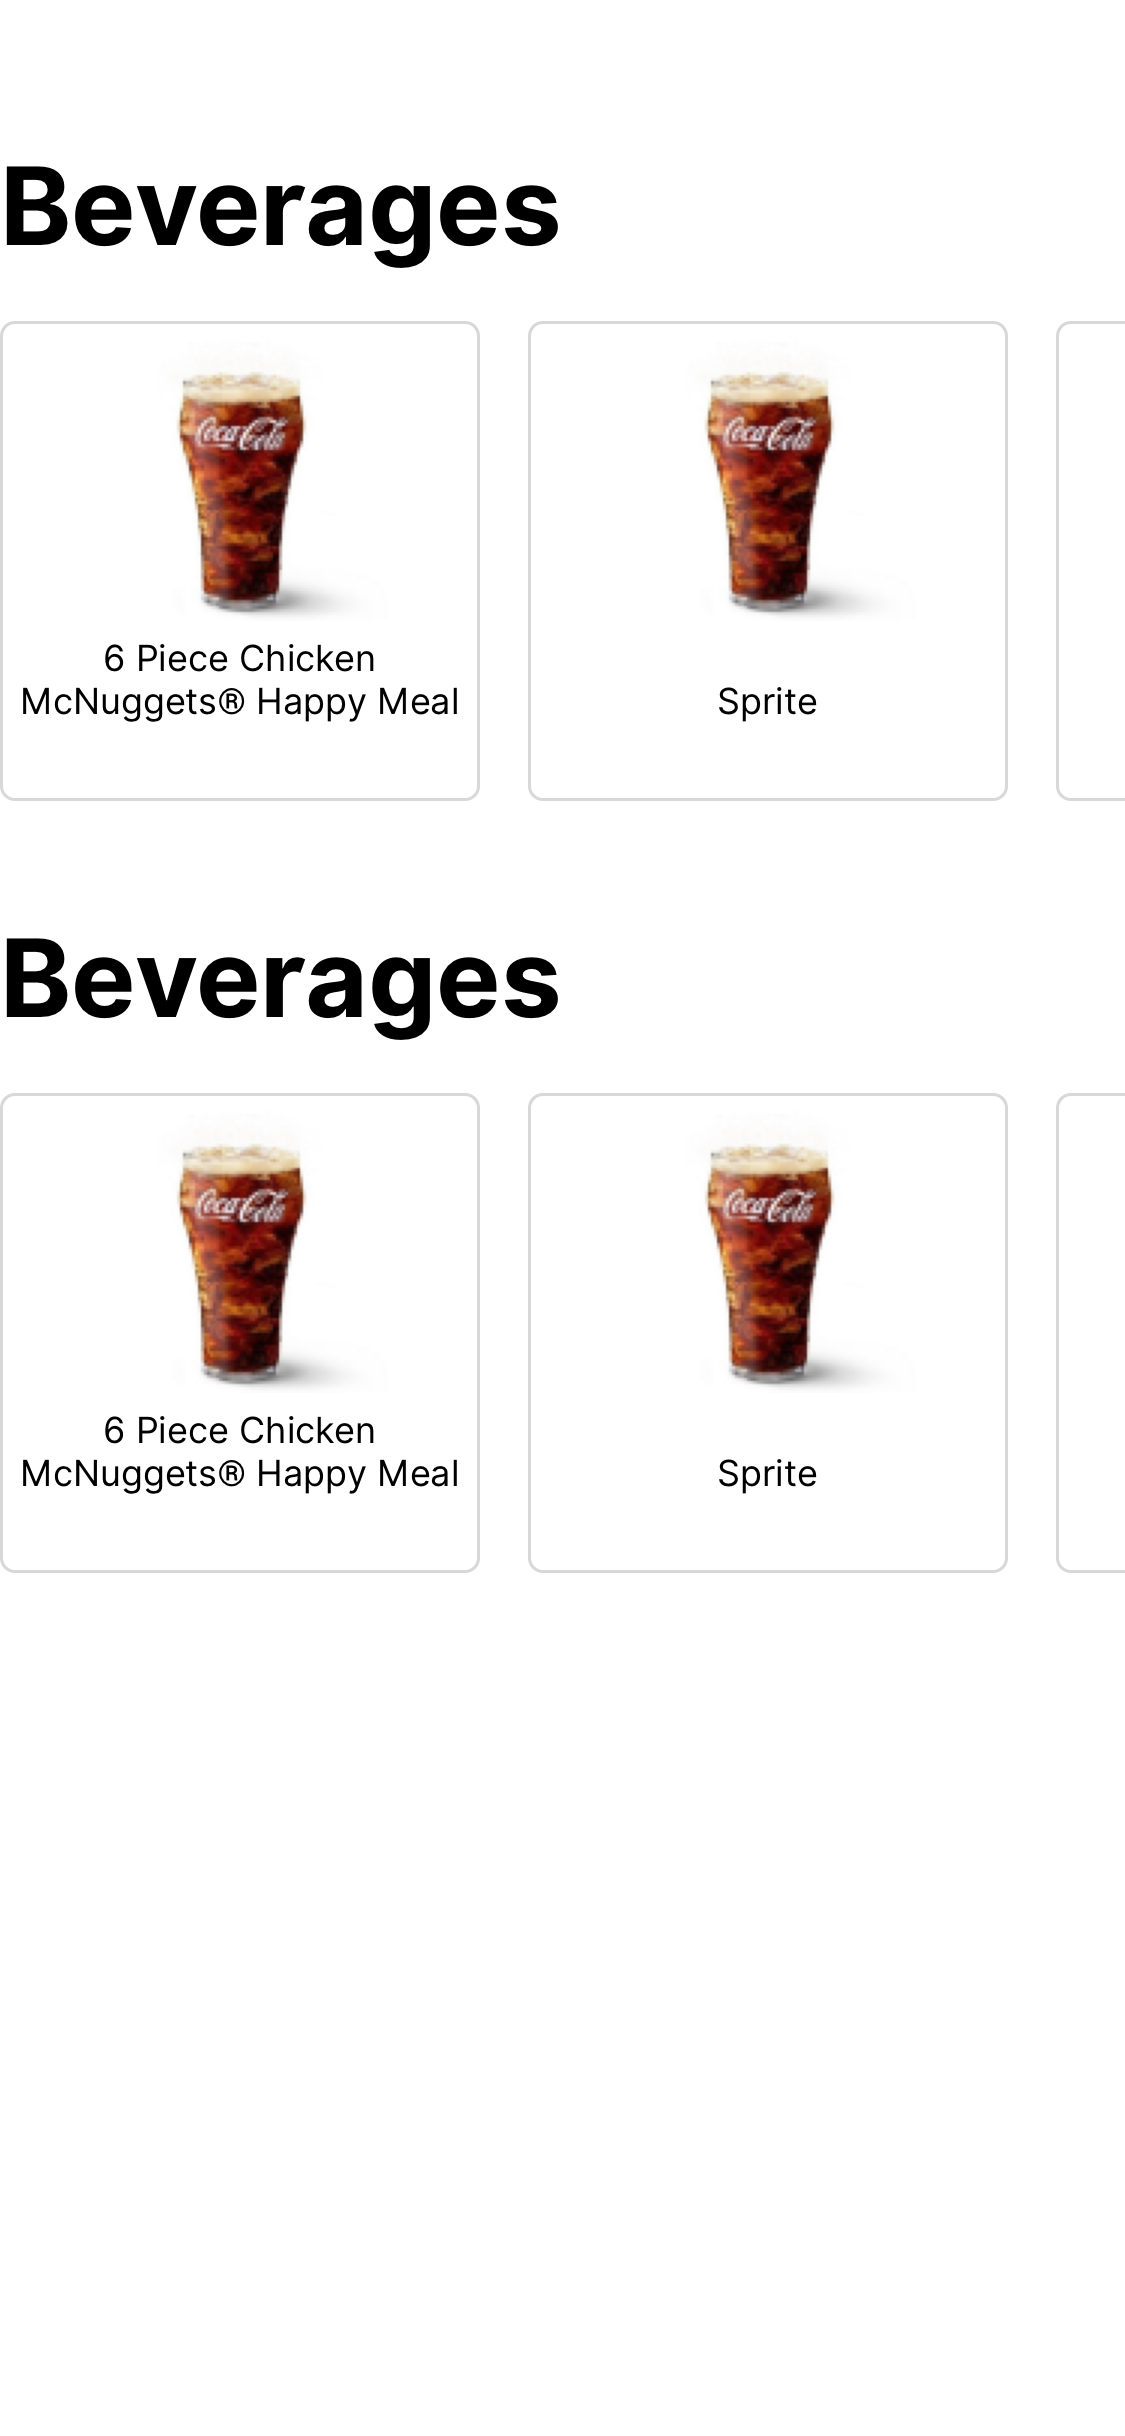 Beverages
Coca-Cola
Coca-Cola
6 Piece Chicken
McNuggets® Happy Meal
Sprite
Beverages
Coca-Cola
Coca-Cola
6 Piece Chicken
McNuggets® Happy Meal
Sprite